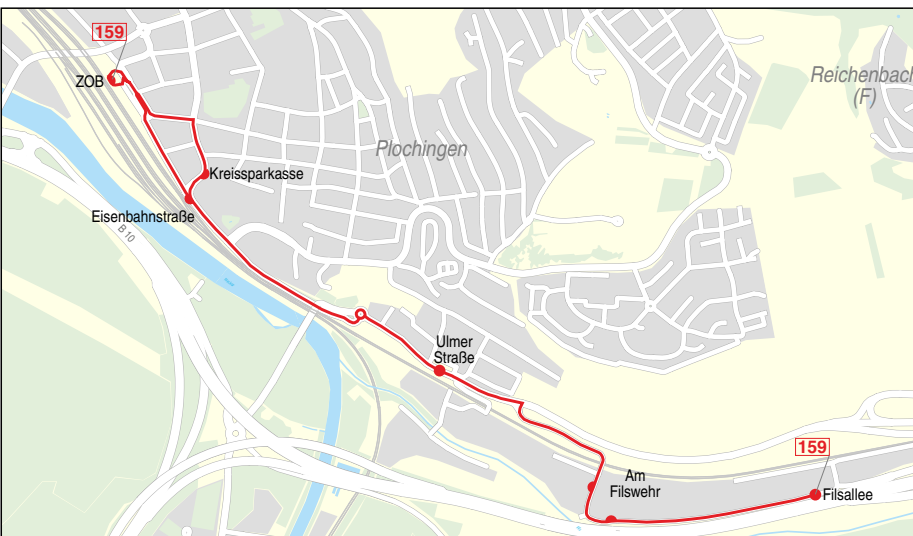 159
ZOB
Reichenbach
(F)
Plochingen
Kreissparkasse
Eisenbahnstraße
B 10
Ulmer
Straße
159
Am
Filswehr
Filsallee